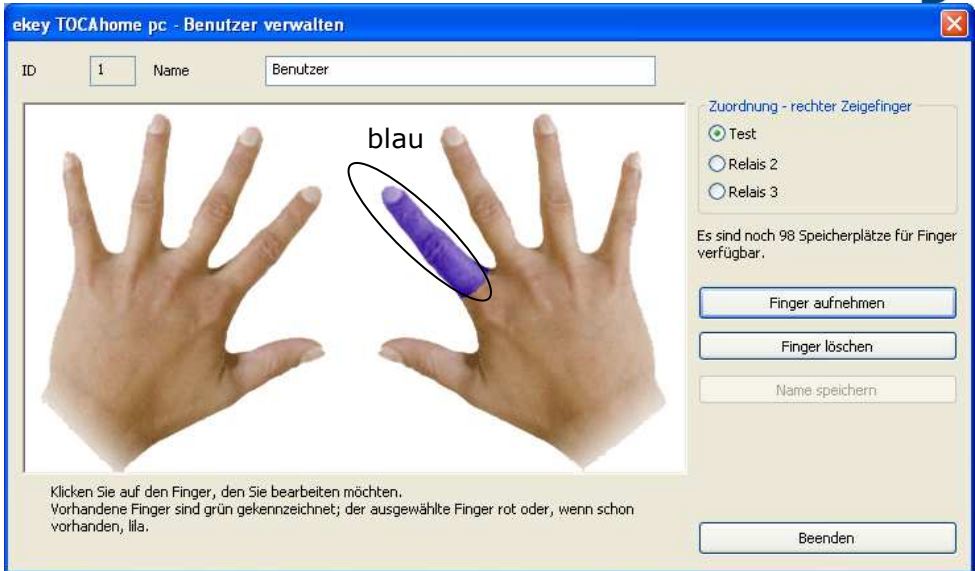 ekey TOCAhome pc - Benutzer verwalten
ID 1 Name Benutzer
blau
Zuordnung - rechter Zeigefinger
Test
Relais 2
Relais 3
Es sind noch 98 Speicherplätze für Finger
verfügbar.
Finger aufnehmen
Finger löschen
Name speichern
Klicken Sie auf den Finger, den Sie bearbeiten möchten.
Vorhandene Finger sind grün gekennzeichnet; der ausgewählte Finger rot oder, wenn schon
vorhanden, lila.
Beenden